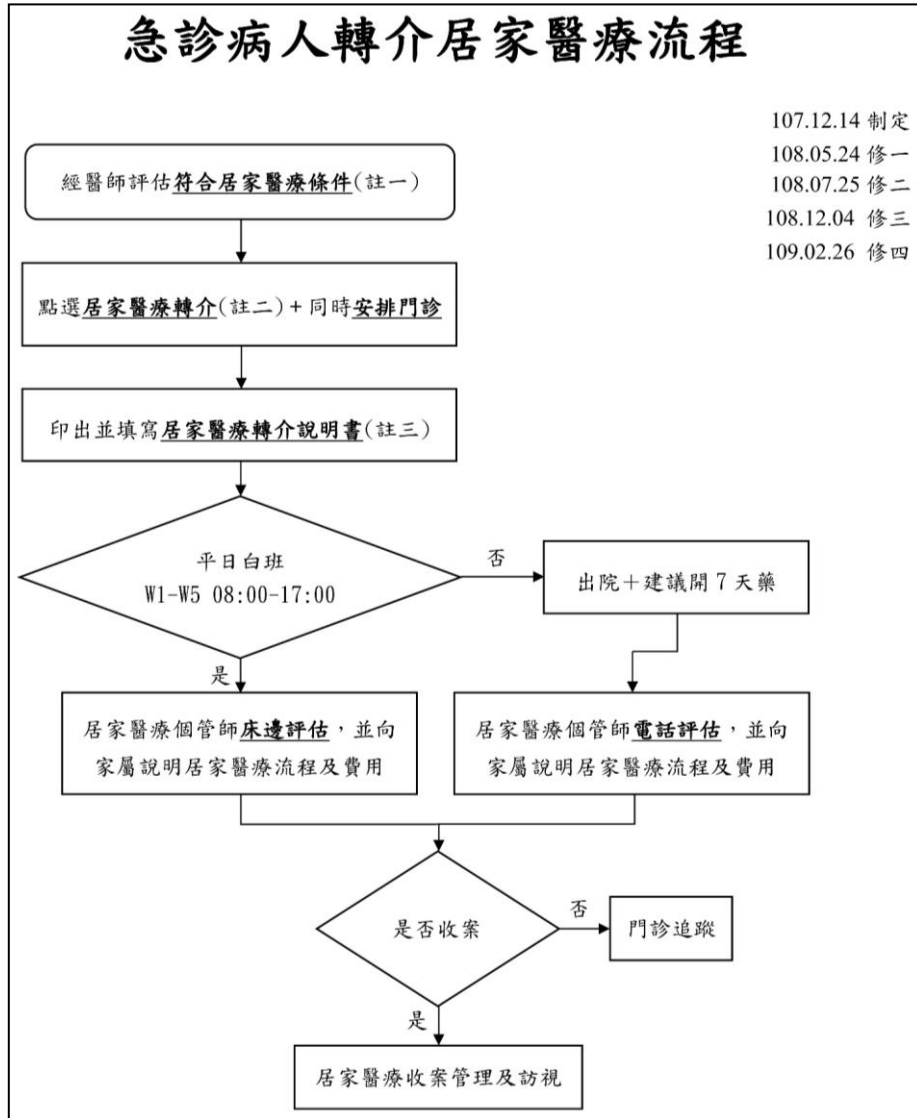 急診病人轉介居家醫療流程
107.12.14 制定
108.05.24 修一
108.07.25 修二
108.12.04 修三
109.02.26 修四
經醫師評估符合居家醫療條件(註一)
點選居家醫療轉介(註二)+同時安排門診
印出並填寫居家醫療轉介說明書(註三)
平日白班
W1-W5 08:00-17:00
否
出院＋建議開 7 天藥
是
居家醫療個管師床邊評估，並向
家屬說明居家醫療流程及費用
居家醫療個管師電話評估，並向
家屬說明居家醫療流程及費用
是否收案
否
門診追蹤
是
居家醫療收案管理及訪視